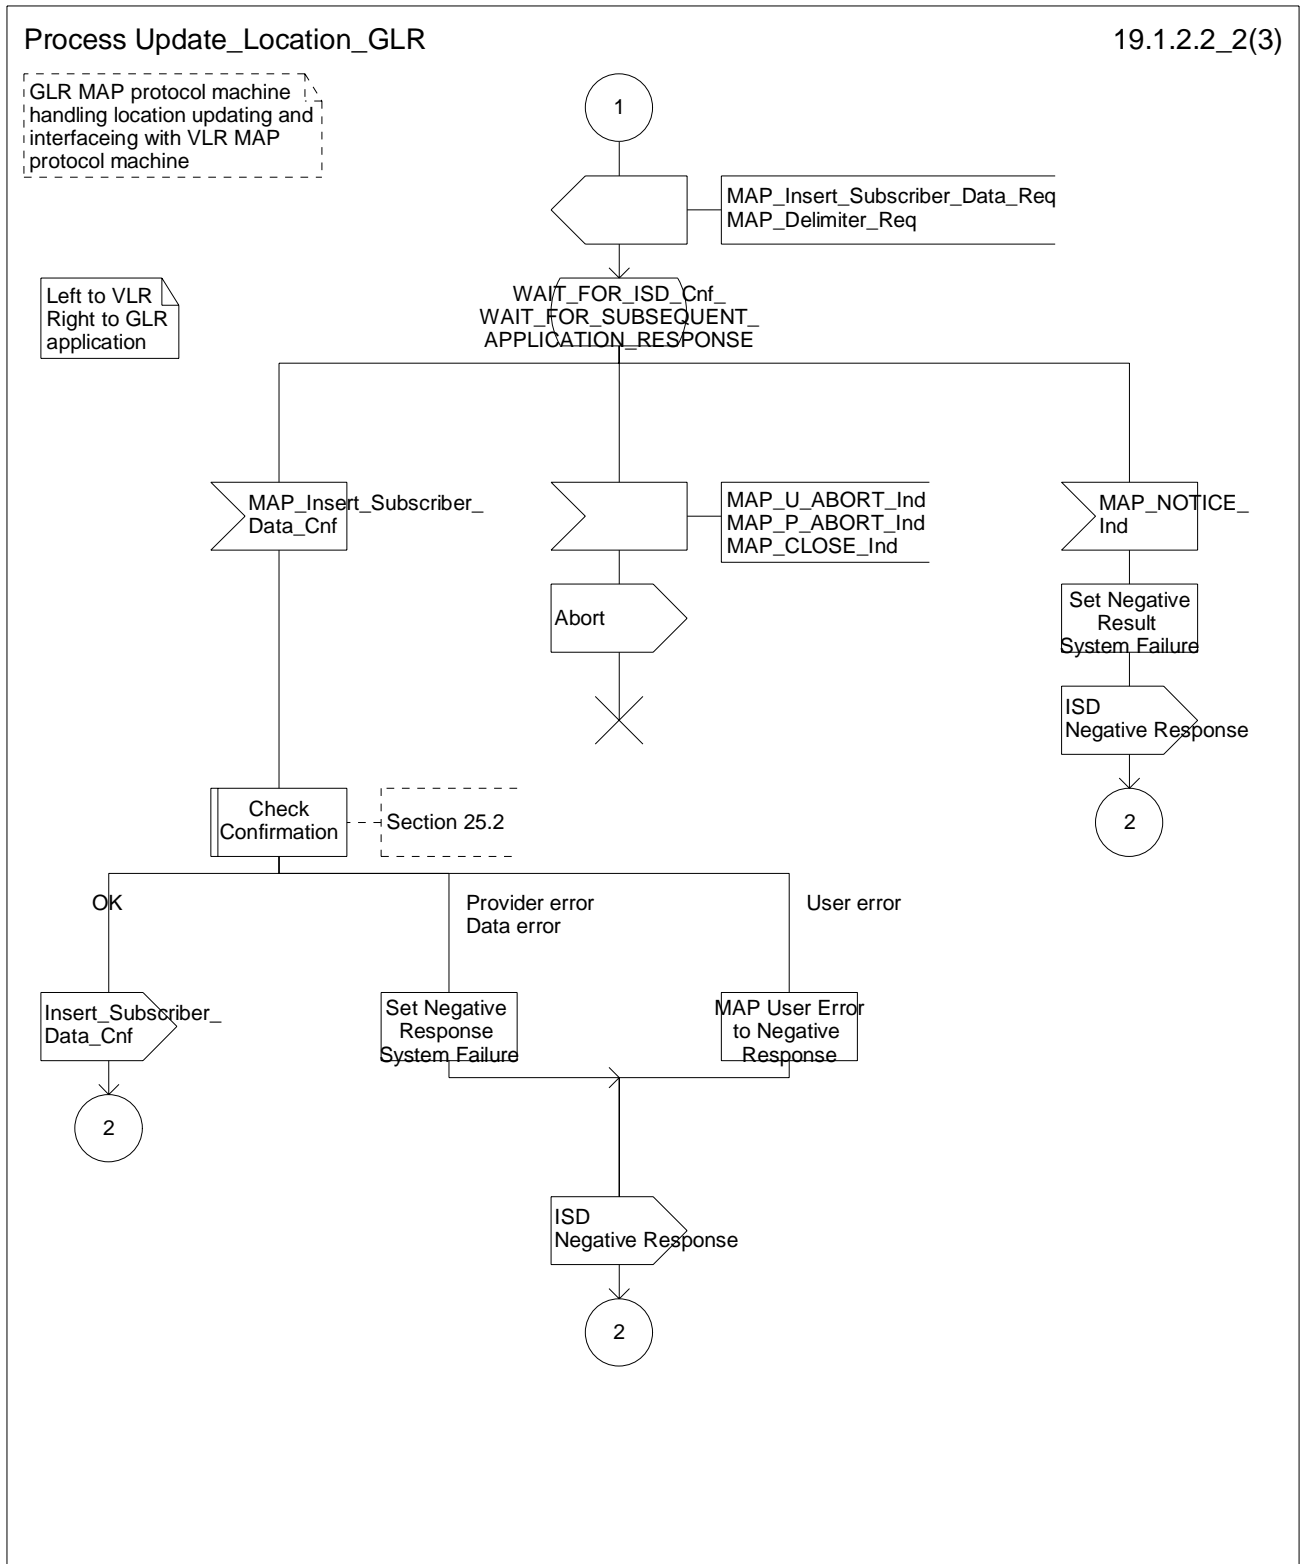 Process Update_Location_GLR
19.1.2.2_2(3)
GLR MAP protocol machine
handling location updating and
interfaceing with VLR MAP
protocol machine
1
MAP_Insert_Subscriber_Data_Req
MAP_Delimiter_Req
Left to VLR
Right to GLR
application
WAIT_FOR_ISD_Cnf_
WAIT_FOR_SUBSEQUENT_
APPLICATION_RESPONSE
MAP_Insert_Subscriber_
Data_Cnf
MAP_U_ABORT_Ind
MAP_P_ABORT_Ind
MAP_CLOSE_Ind
MAP_NOTICE_
Ind
Abort
Set Negative
Result
System Failure
ISD
Negative Response
2
Check
Confirmation
Section 25.2
OK
Provider error
Data error
User error
Insert_Subscriber_
Data_Cnf
Set Negative
Response
System Failure
MAP User Error
to Negative
Response
2
ISD
Negative Response
2